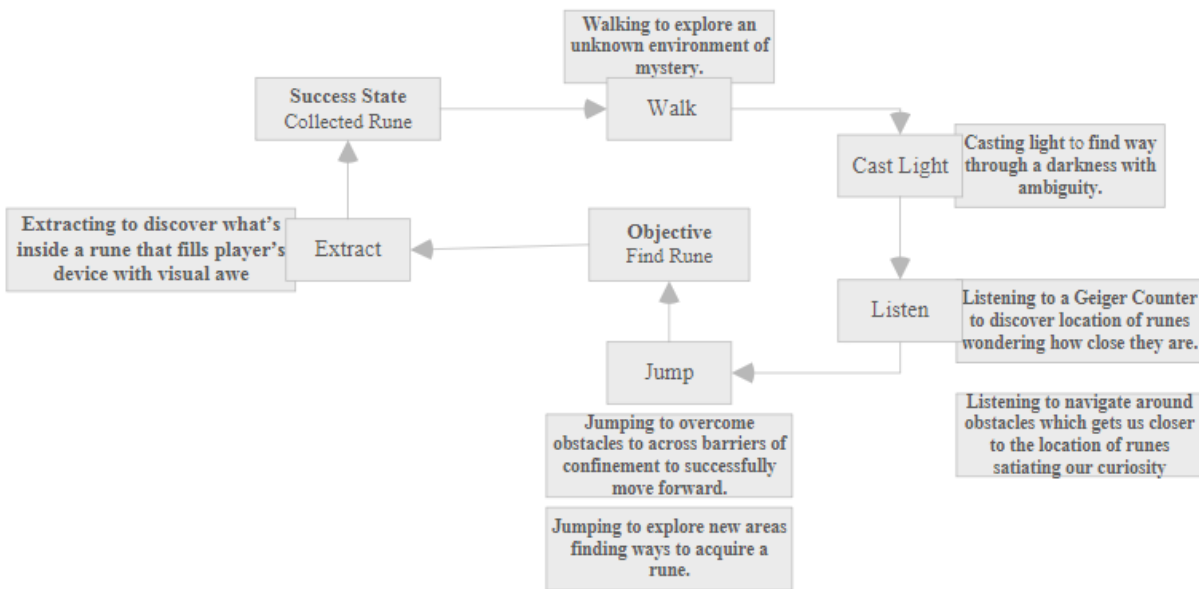 Walking to explore an
unknown environment of
mystery.
Walk
Success State
Collected Rune
Cast Light
Casting light to find way
through a darkness with
ambiguity.
Extracting to discover what's
inside a rune that fills player's
device with visual awe
Extract
Objective
Find Rune
Listen
Listening to a Geiger Counter
to discover location of runes
wondering how close they are.
Jump
Jumping to overcome
obstacles to across barriers of
confinement to successfully
move forward.
Listening to navigate around
obstacles which gets us closer
to the location of runes
satiating our curiosity
Jumping to explore new areas
finding ways to acquire a
rune.